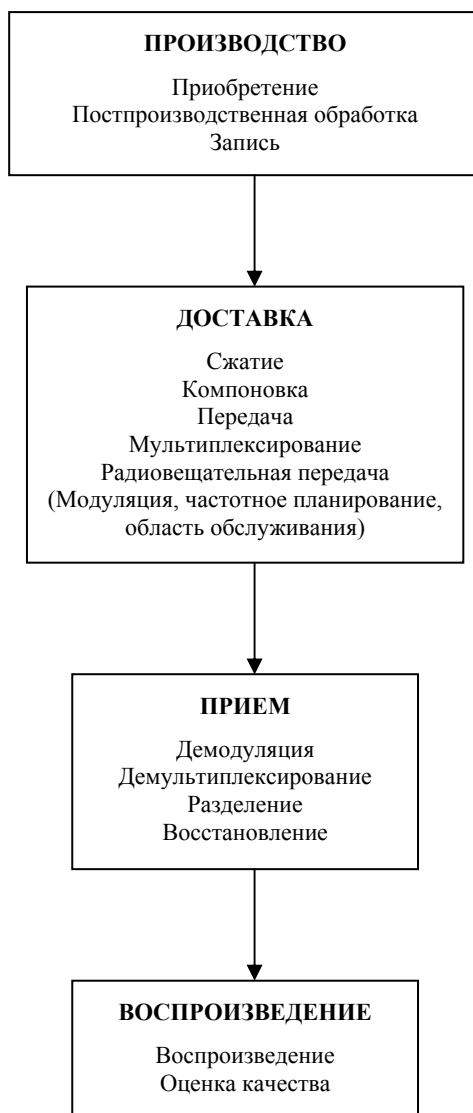 ПРОИЗВОДСТВО
Приобретение
Постпроизводственная обработка
Запись
ДОСТАВКА
Сжатие
Компоновка
Передача
Мультиплексирование
Радиовещательная передача
(Модуляция, частотное планирование,
область обслуживания)
ПРИЕМ
Демодуляция
Демультиплексирование
Разделение
Восстановление
ВОСПРОИЗВЕДЕНИЕ
Воспроизведение
Оценка качества